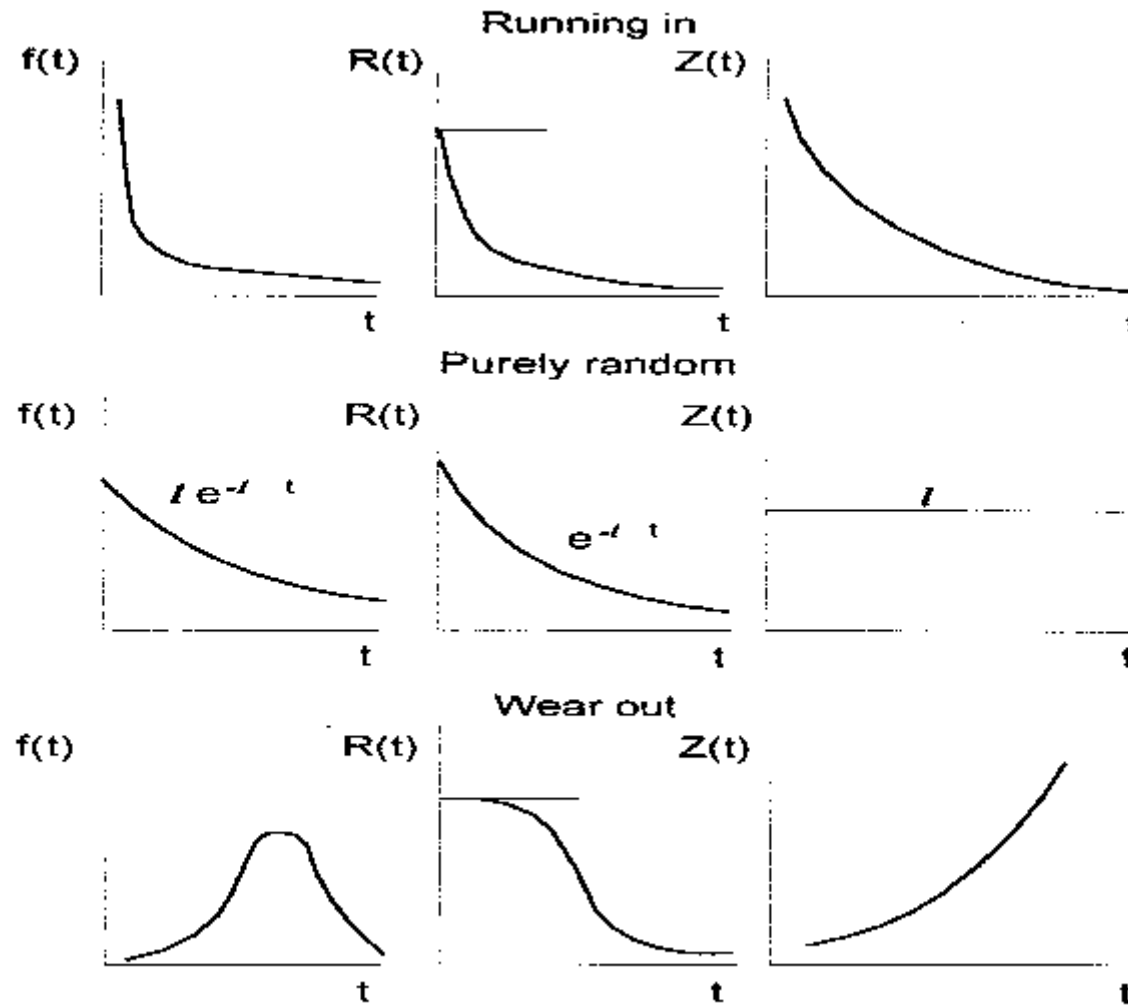 Running in
f(t) R(t) Z(t)
t t t
Purely random
f(t) R(t) Z(t)
l e-l t
e-l t
l
t t t
Wear out
f(t) R(t) Z(t)
t t t